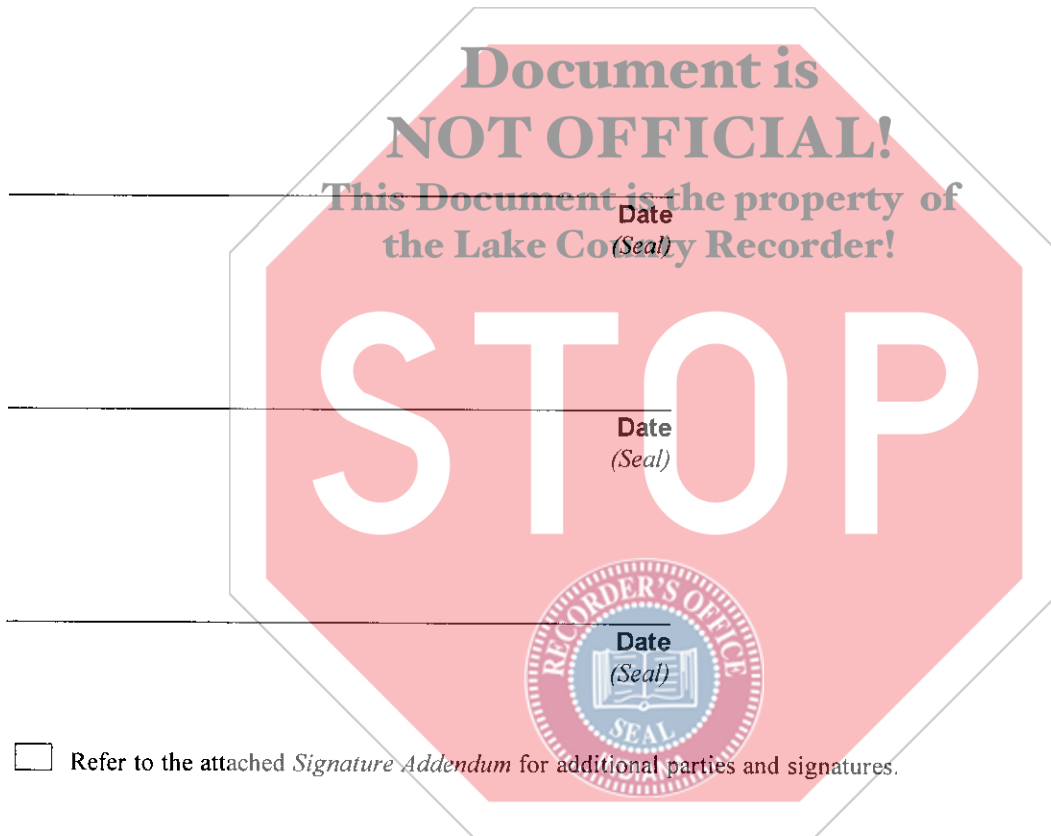 Document is
NOT OFFICIAL!
This Document is the property of
the Lake County Recorder!
Date
(Seal)
STOP
Date
(Seal)
RECORDER'S OFFICE
Date
(Seal)
SEAL
INDIANA
Refer to the attached Signature Addendum for additional parties and signatures.